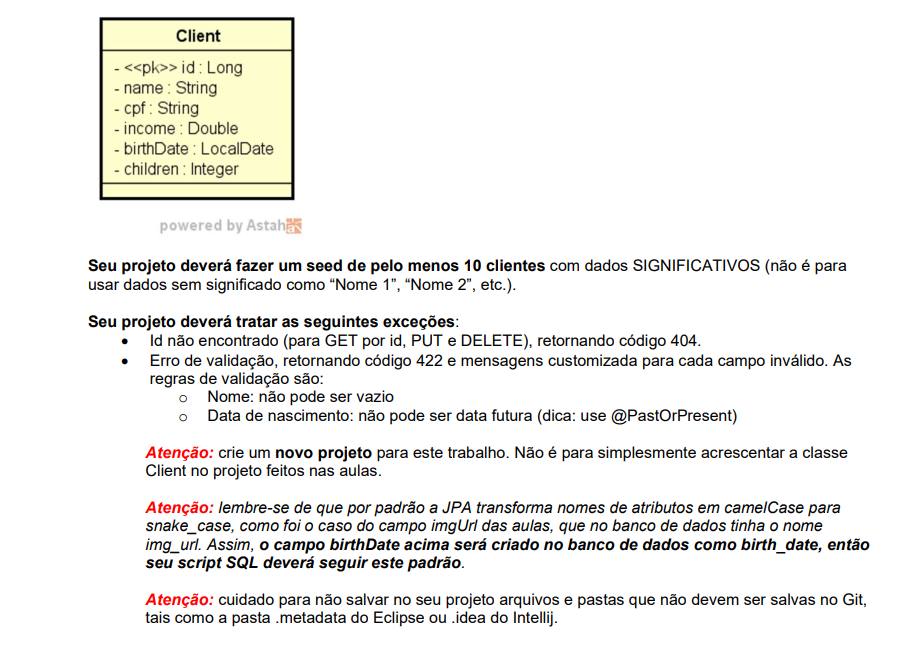 Client
- <<pk>> id : Long
- name : String
- cpf : String
- income : Double
- birthDate : LocalDate
- children : Integer
powered by Astah
Seu projeto deverá fazer um seed de pelo menos 10 clientes com dados SIGNIFICATIVOS (não é para
usar dados sem significado como “Nome 1”, “Nome 2”, etc.).
Seu projeto deverá tratar as seguintes exceções:
• Id não encontrado (para GET por id, PUT e DELETE), retornando código 404.
• Erro de validação, retornando código 422 e mensagens customizada para cada campo inválido. As
regras de validação são:
o Nome: não pode ser vazio
o Data de nascimento: não pode ser data futura (dica: use @PastOrPresent)
Atenção: crie um novo projeto para este trabalho. Não é para simplesmente acrescentar a classe
Client no projeto feitos nas aulas.
Atenção: lembre-se de que por padrão a JPA transforma nomes de atributos em camelCase para
snake_case, como foi o caso do campo imgUrl das aulas, que no banco de dados tinha o nome
img_url. Assim, o campo birthDate acima será criado no banco de dados como birth_date, então
seu script SQL deverá seguir este padrão.
Atenção: cuidado para não salvar no seu projeto arquivos e pastas que não devem ser salvas no Git,
tais como a pasta .metadata do Eclipse ou .idea do Intellij.